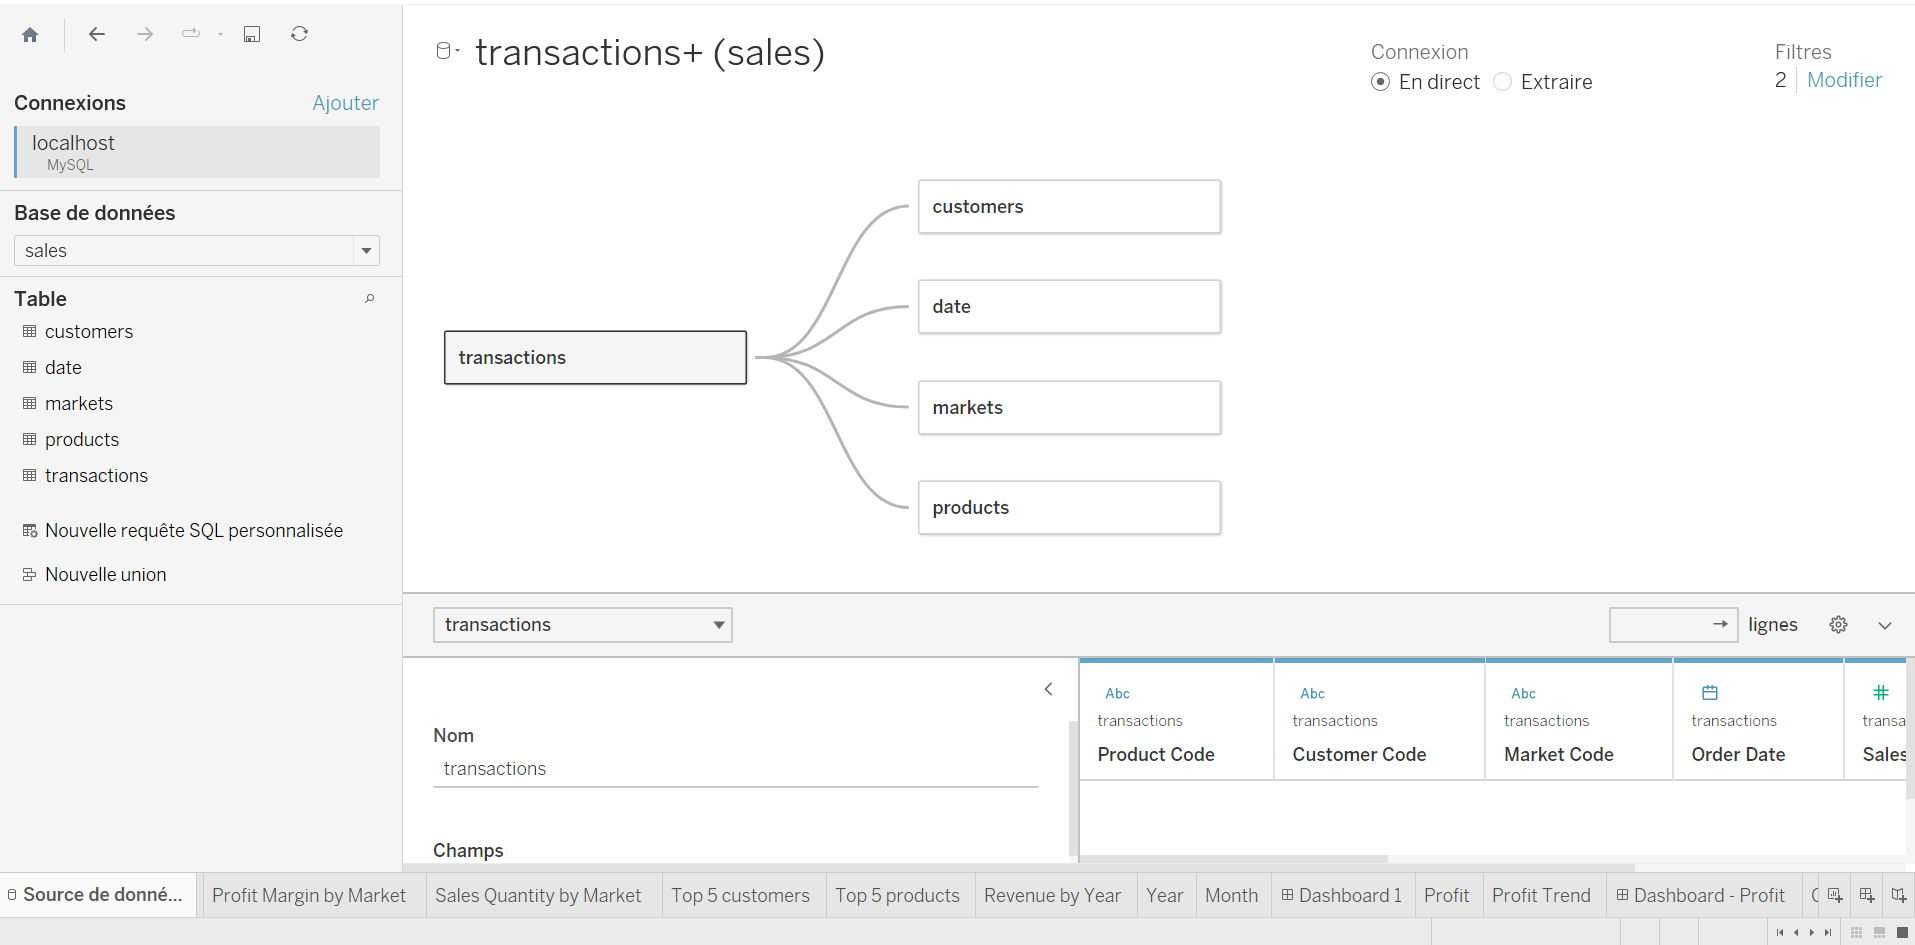 transactions+ (sales)
Connexion
En direct
Extraire
Filtres
2
Modifier
Connexions
Ajouter
localhost
MySQL
Base de données
sales
Table
customers
date
markets
products
transactions
Nouvelle requête SQL personnalisée
Nouvelle union
transactions
customers
date
markets
products
transactions
lignes
Nom
transactions
Champs
Abc
transactions
Product Code
Abc
transactions
Customer Code
Abc
transactions
Market Code
transactions
Order Date
#
transa
Sales
Source de donné...
Profit Margin by Market
Sales Quantity by Market
Top 5 customers
Top 5 products
Revenue by Year
Year
Month
Dashboard 1
Profit
Profit Trend
Dashboard - Profit